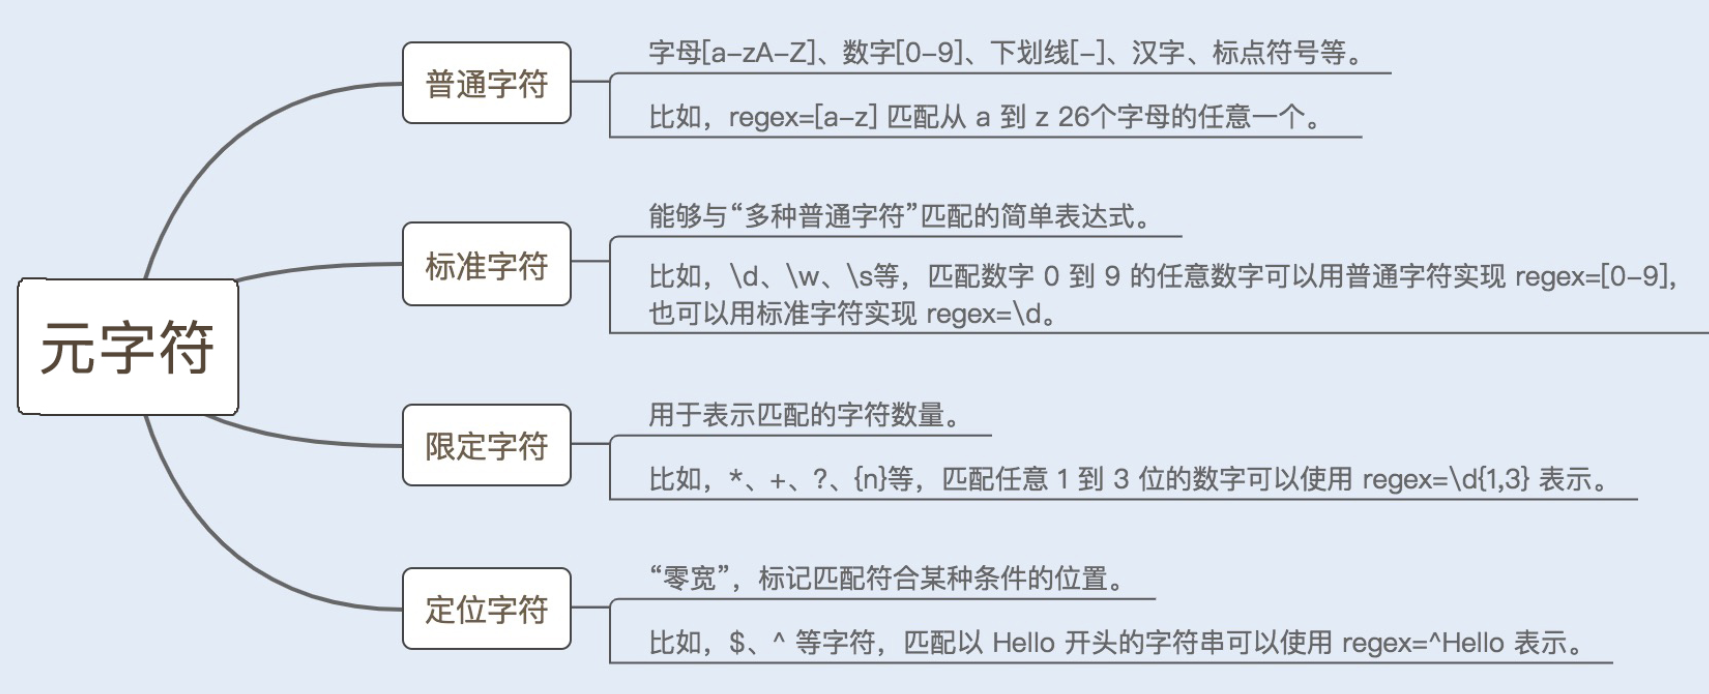 元字符
普通字符
字母[a-zA-Z]、数字[0-9]、下划线[-]、汉字、标点符号等。
比如，regex=[a-z] 匹配从 a 到 z 26个字母的任意一个。
标准字符
能够与“多种普通字符”匹配的简单表达式。
比如，\d、\w、\s等，匹配数字 0 到 9 的任意数字可以用普通字符实现 regex=[0-9],
也可以用标准字符实现 regex=\d。
限定字符
用于表示匹配的字符数量。
比如，*、+、?、{n}等，匹配任意 1 到 3 位的数字可以使用 regex=\d{1,3} 表示。
定位字符
“零宽”，标记匹配符合某种条件的位置。
比如，$、^ 等字符，匹配以 Hello 开头的字符串可以使用 regex=^Hello 表示。